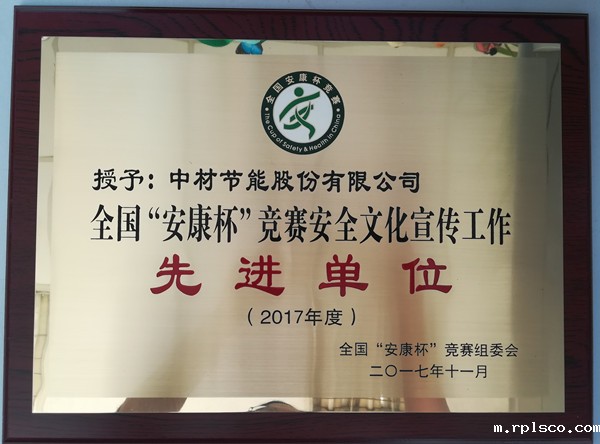 全国安康杯竞赛
the Cup of Safety & Health in China
授予：中材节能股份有限公司
全国“安康杯”竞赛安全文化宣传工作
先进单位
（2017年度）
全国“安康杯”竞赛组委会
二〇一七年十一月
m.rplsco.com